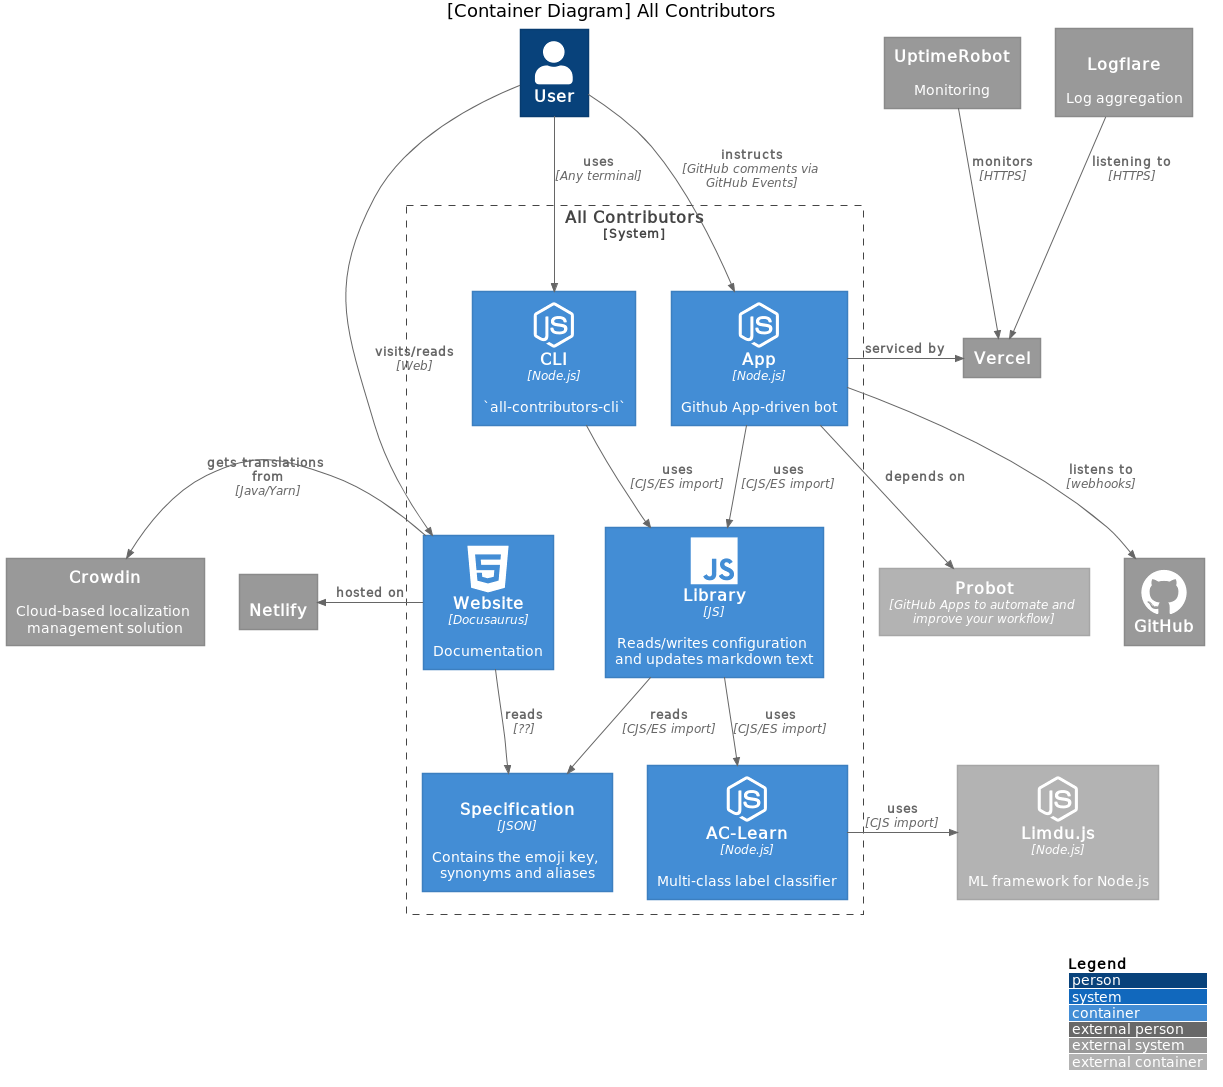 [Container Diagram] All Contributors
User
UptimeRobot
Monitoring
Logflare
Log aggregation
uses
[Any terminal]
instructs
[GitHub comments via
GitHub Events]
monitors
[HTTPS]
listening to
[HTTPS]
All Contributors
[System]
visits/reads
[Web]
JS
CLI
[Node.js]
`all-contributors-cli`
JS
App
[Node.js]
Github App-driven bot
serviced by
Vercel
gets translations
from
[Java/Yarn]
uses
[CJS/ES import]
uses
[CJS/ES import]
depends on
listens to
[webhooks]
Crowdin
Cloud-based localization
management solution
Netlify
hosted on
5
Website
[Docusaurus]
Documentation
JS
Library
[JS]
Reads/writes configuration
and updates markdown text
Probot
[GitHub Apps to automate and
improve your workflow]
GitHub
reads
[??]
reads
[CJS/ES import]
uses
[CJS/ES import]
Specification
[JSON]
Contains the emoji key,
synonyms and aliases
JS
AC-Learn
[Node.js]
Multi-class label classifier
uses
[CJS import]
JS
Limdu.js
[Node.js]
ML framework for Node.js
Legend
person
system
container
external person
external system
external container